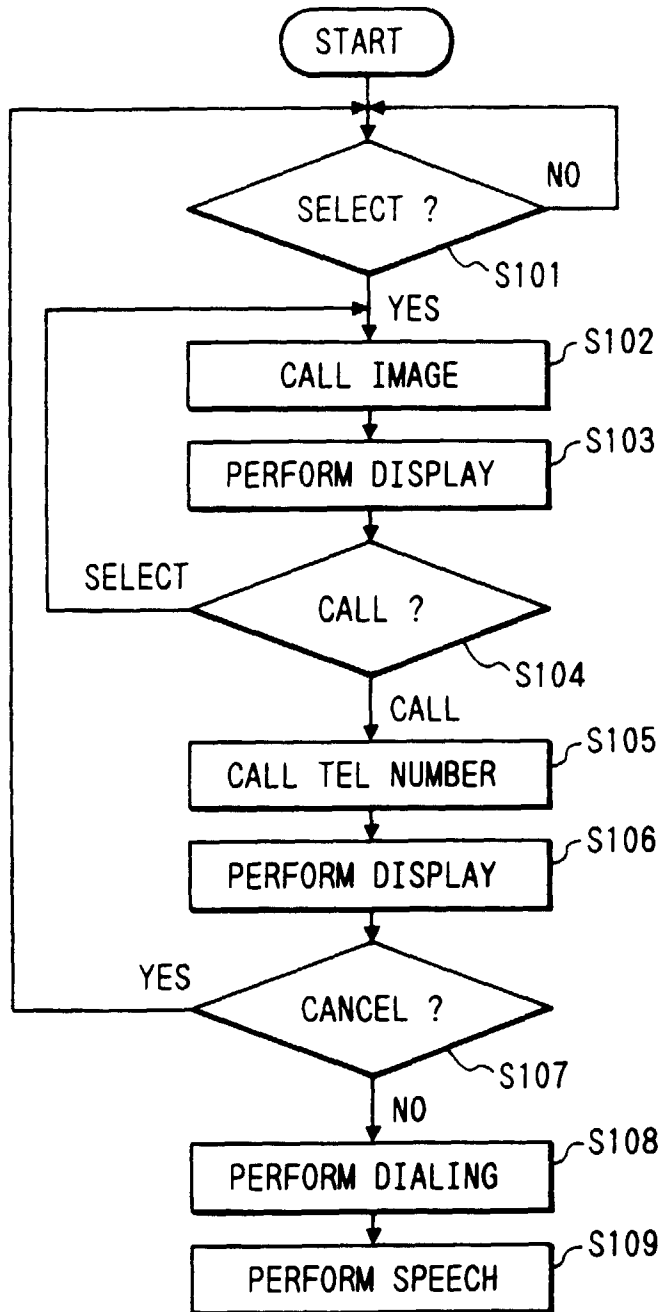 START
NO
SELECT ?
S101
YES
S102
CALL IMAGE
S103
PERFORM DISPLAY
SELECT
CALL ?
S104
CALL
S105
CALL TEL NUMBER
S106
PERFORM DISPLAY
YES
CANCEL ?
S107
NO
S108
PERFORM DIALING
S109
PERFORM SPEECH